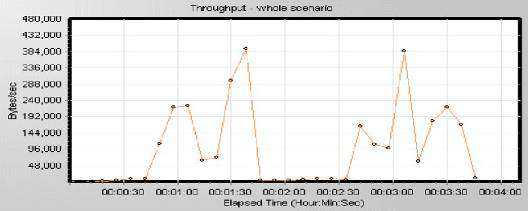 Throughput - whole scenario
480,000
432,000
384,000
336,000
288,000
240,000
192,000
144,000
96,000
48,000
Bytes/sec
00:00:30 00:01:00 00:01:30 00:02:00 00:02:30 00:03:00 00:03:30 00:04:00
Elapsed Time (Hour:Min:Sec)